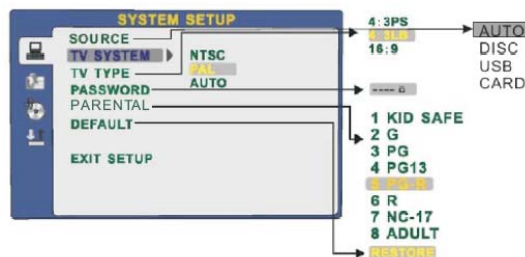 SYSTEM SETUP
SOURCE
TV SYSTEM
TV TYPE
PASSWORD
PARENTAL
DEFAULT
EXIT SETUP
NTSC
PAL
AUTO
4:3PS
4:3LB
16:9
----
1 KID SAFE
2 G
3 PG
4 PG13
5 PG-R
6 R
7 NC-17
8 ADULT
RESTORE
AUTO
DISC
USB
CARD